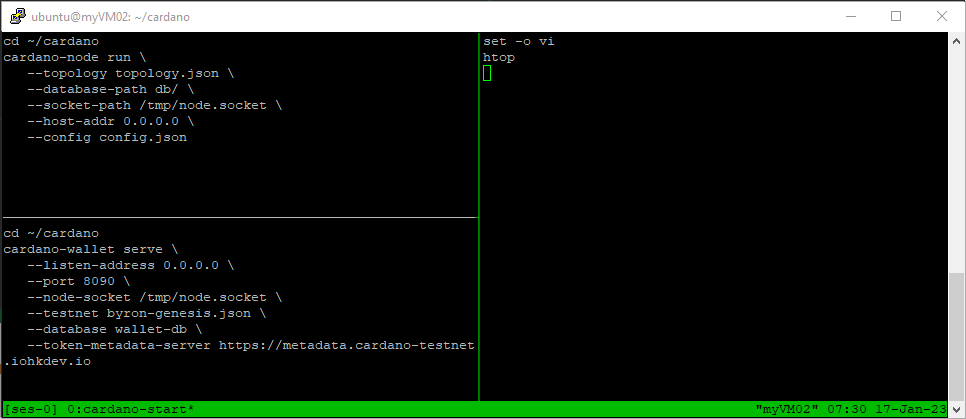 ubuntu@myVM02: ~/cardano
cd ~/cardano
cardano-node run \
   --topology topology.json \
   --database-path db/ \
   --socket-path /tmp/node.socket \
   --host-addr 0.0.0.0 \
   --config config.json
cd ~/cardano
cardano-wallet serve \
   --listen-address 0.0.0.0 \
   --port 8090 \
   --node-socket /tmp/node.socket \
   --testnet byron-genesis.json \
   --database wallet-db \
   --token-metadata-server https://metadata.cardano-testnet
.iohkdev.io
set -o vi
htop
[ses-0] 0:cardano-start* "myVM02" 07:30 17-Jan-23